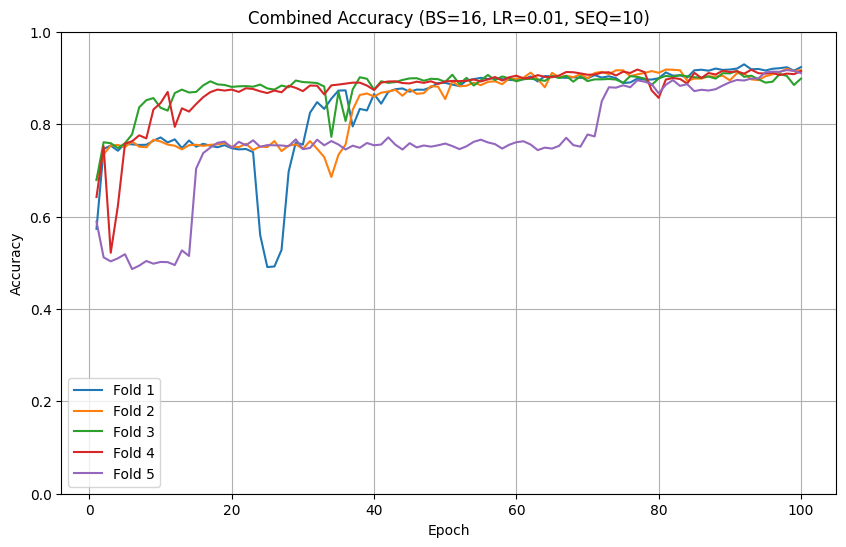 Combined Accuracy (BS=16, LR=0.01, SEQ=10)
1.0
0.8
0.6
0.4
0.2
0.0
Accuracy
Fold 1
Fold 2
Fold 3
Fold 4
Fold 5
0 20 40 60 80 100
Epoch